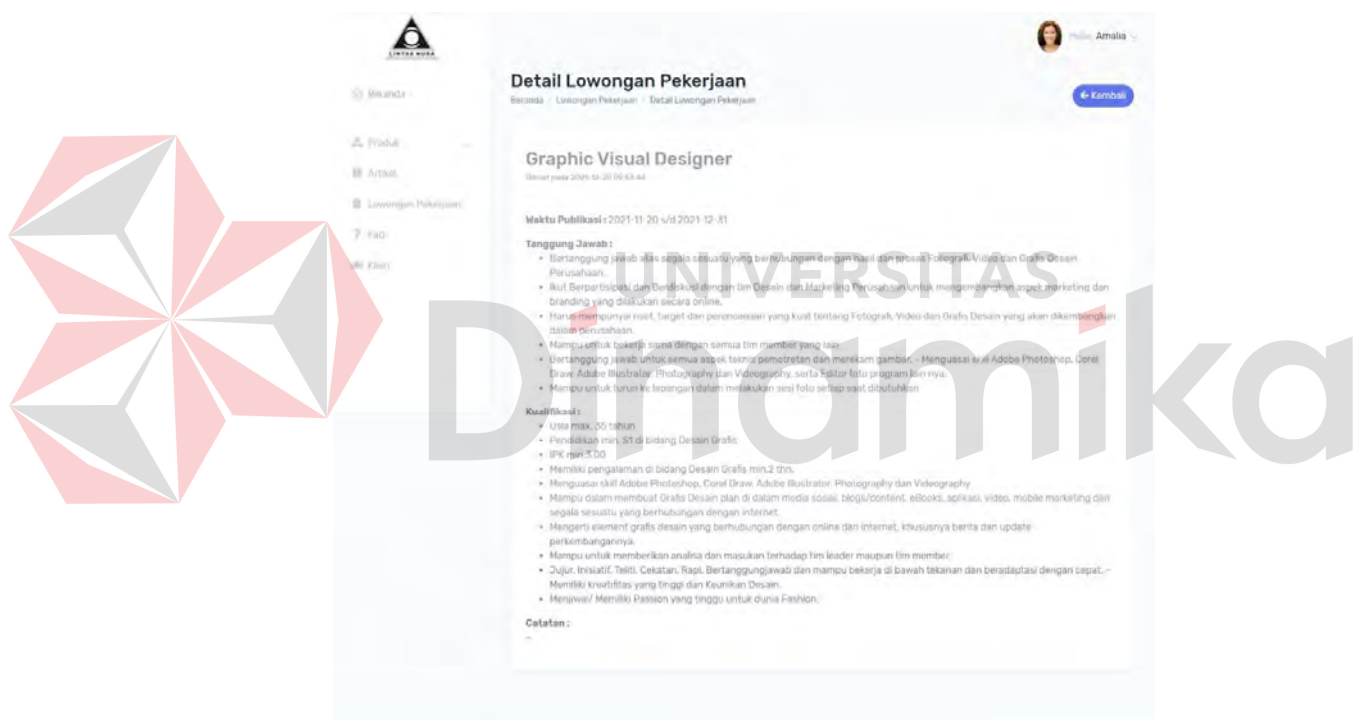 LINTAS NUSA
Hello, Amalia
Beranda
Produk
Artikel
Lowongan Pekerjaan
FAQ
Klien
Detail Lowongan Pekerjaan
Beranda / Lowongan Pekerjaan / Detail Lowongan Pekerjaan
Kembali
Graphic Visual Designer
Dibuat pada 2021-11-20
Waktu Publikasi : 2021-11-20 s/d 2021-12-31
Tanggung Jawab :
• Bertanggung jawab atas segala sesuatu yang berhubungan dengan hasil dan proses Fotografi, Video dan Grafis Desain
Perusahaan.
• Ikut Berpartisipasi dan Berdiskusi dengan tim Desain dan Marketing Perusahaan untuk mengembangkan aspek marketing dan
branding yang dilakukan secara online.
• Harus mempunyai riset, target dan perencanaan yang kuat tentang Fotografi, Video dan Grafis Desain yang akan dikembangkan
dalam perusahaan.
• Mampu untuk bekerja sama dengan semua tim member yang lain
• Bertanggung jawab untuk semua aspek teknis pemotretan dan merekam gambar. – Menguasai skill Adobe Photoshop, Corel
Draw, Adobe Illustrator, Photography dan Videography, serta Editor foto program lainnya.
• Mampu untuk turun ke lapangan dalam melakukan sesi foto setiap saat dibutuhkan
Kualifikasi :
• Usia max. 35 tahun
• Pendidikan min. S1 di bidang Desain Grafis
• IPK min 3.00
• Memiliki pengalaman di bidang Desain Grafis min.2 thn.
• Menguasai skill Adobe Photoshop, Corel Draw, Adobe Illustrator, Photography dan Videography
• Mampu dalam membuat Grafis Desain plan di dalam media sosial, blogs/content, eBooks, aplikasi, video, mobile marketing dan
segala sesuatu yang berhubungan dengan internet.
• Mengerti element grafis desain yang berhubungan dengan online dan internet, khususnya berita dan update
perkembangannya.
• Mampu untuk memberikan analisa dan masukan terhadap tim leader maupun tim member
• Jujur, Inisiatif, Teliti, Cekatan, Rapi, Bertanggungjawab dan mampu bekerja di bawah tekanan dan beradaptasi dengan cepat. –
Memiliki kreatifitas yang tinggi dan Keunikan Desain.
• Menjiwai/ Memiliki Passion yang tinggu untuk dunia Fashion.
Catatan :
–
UNIVERSITAS
Dinamika